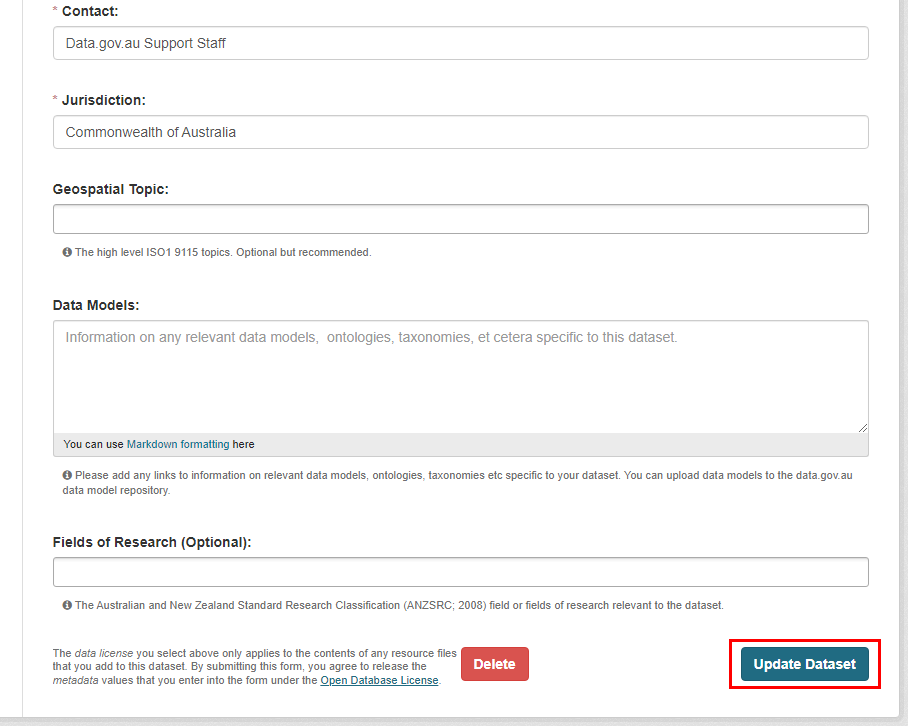 * Contact:
Data.gov.au Support Staff
* Jurisdiction:
Commonwealth of Australia
Geospatial Topic:
The high level ISO1 9115 topics. Optional but recommended.
Data Models:
Information on any relevant data models,  ontologies, taxonomies, et cetera specific to this dataset.
You can use Markdown formatting here
Please add any links to information on relevant data models, ontologies, taxonomies etc specific to your dataset. You can upload data models to the data.gov.au
data model repository.
Fields of Research (Optional):
The Australian and New Zealand Standard Research Classification (ANZSRC; 2008) field or fields of research relevant to the dataset.
The data license you select above only applies to the contents of any resource files
that you add to this dataset. By submitting this form, you agree to release the
metadata values that you enter into the form under the Open Database License.
Delete
Update Dataset